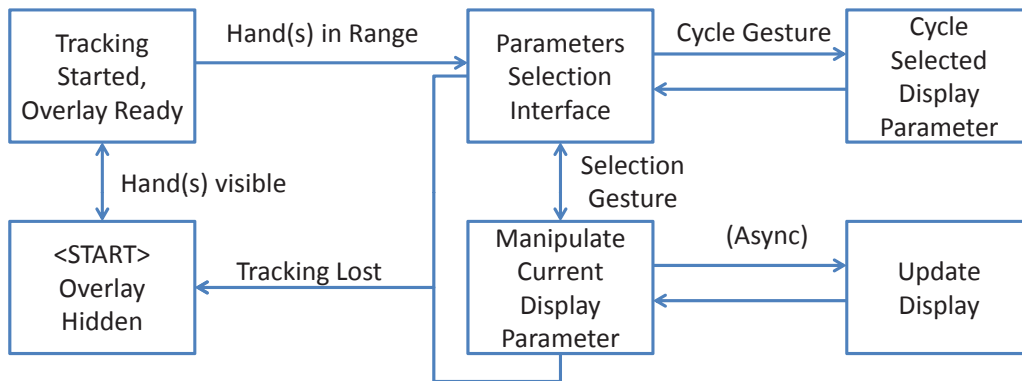 Tracking
Started,
Overlay Ready
Hand(s) in Range
Parameters
Selection
Interface
Cycle Gesture
Cycle
Selected
Display
Parameter
Hand(s) visible
Selection
Gesture
<START>
Overlay
Hidden
Tracking Lost
Manipulate
Current
Display
Parameter
(Async)
Update
Display